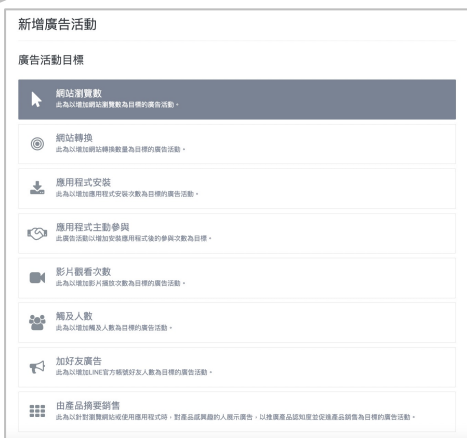 新增廣告活動
廣告活動目標
網站瀏覽數
此為以增加網站瀏覽數為目標的廣告活動。
網站轉換
此為以增加網站轉換數量為目標的廣告活動。
應用程式安裝
此為以增加應用程式安裝次數為目標的廣告活動。
應用程式主動參與
此廣告活動以增加安裝應用程式後的參與次數為目標。
影片觀看次數
此為以增加影片播放次數為目標的廣告活動。
觸及人數
此為以增加觸及人數為目標的廣告活動。
加好友廣告
此為以增加LINE官方帳號好友人數為目標的廣告活動。
由產品摘要銷售
此為以針對瀏覽網站或使用應用程式時，對產品感興趣的人展示廣告，以推廣產品認知度並促進產品銷售為目標的廣告活動。